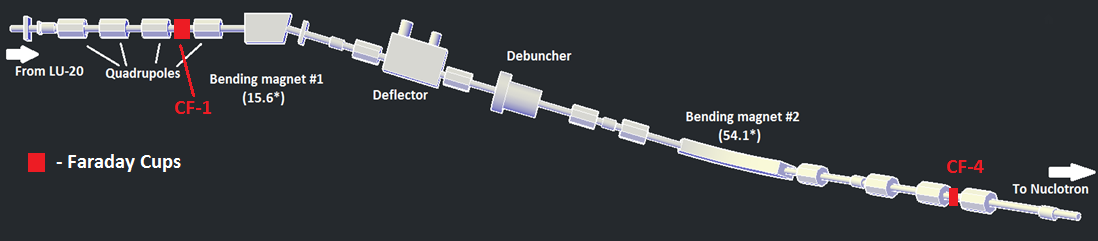 From LU-20
Quadrupoles
CF-1
Bending magnet #1
(15.6*)
Deflector
Debuncher
Bending magnet #2
(54.1*)
CF-4
To Nuclotron
- Faraday Cups